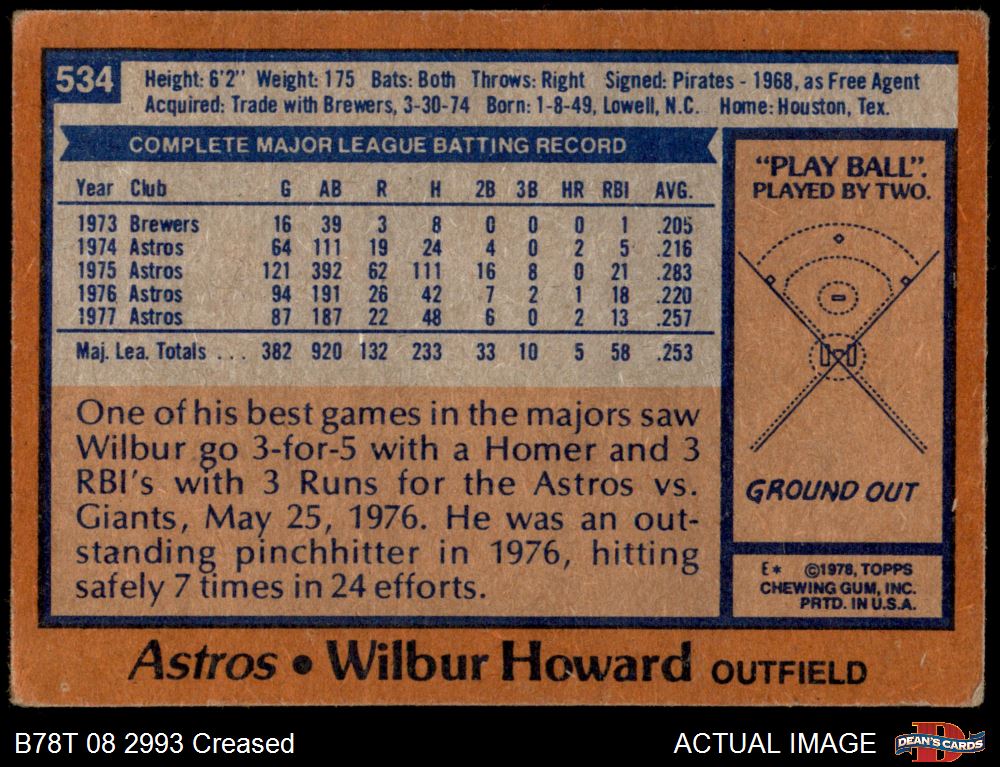 534
Height: 6'2" Weight: 175 Bats: Both Throws: Right Signed: Pirates - 1968, as Free Agent
Acquired: Trade with Brewers, 3-30-74 Born: 1-8-49, Lowell, N.C. Home: Houston, Tex.
COMPLETE MAJOR LEAGUE BATTING RECORD
Year Club G AB R H 2B 3B HR RBI AVG.
1973 Brewers 16 39 3 8 0 0 0 1 .205
1974 Astros 64 111 19 24 4 0 2 5 .216
1975 Astros 121 392 62 111 16 8 0 21 .283
1976 Astros 94 191 26 42 7 2 1 18 .220
1977 Astros 87 187 22 48 6 0 2 13 .257
Maj. Lea. Totals ... 382 920 132 233 33 10 5 58 .253
One of his best games in the majors saw
Wilbur go 3-for-5 with a Homer and 3
RBI's with 3 Runs for the Astros vs.
Giants, May 25, 1976. He was an out-
standing pinchhitter in 1976, hitting
safely 7 times in 24 efforts.
"PLAY BALL".
PLAYED BY TWO.
GROUND OUT
E* ©1978, TOPPS
CHEWING GUM, INC.
PRTD. IN U.S.A.
Astros • Wilbur Howard OUTFIELD
B78T 08 2993 Creased
ACTUAL IMAGE
D
DEAN'S CARDS